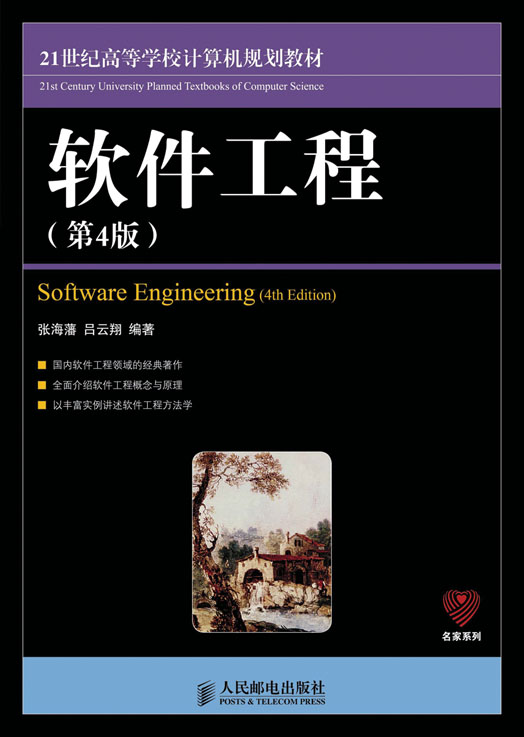 21世纪高等学校计算机规划教材
21st Century University Planned Textbooks of Computer Science
软件工程
（第4版）
Software Engineering (4th Edition)
张海藩 吕云翔 编著
国内软件工程领域的经典著作
全面介绍软件工程概念与原理
以丰富实例讲述软件工程方法学
名家系列
人民邮电出版社
POSTS & TELECOM PRESS